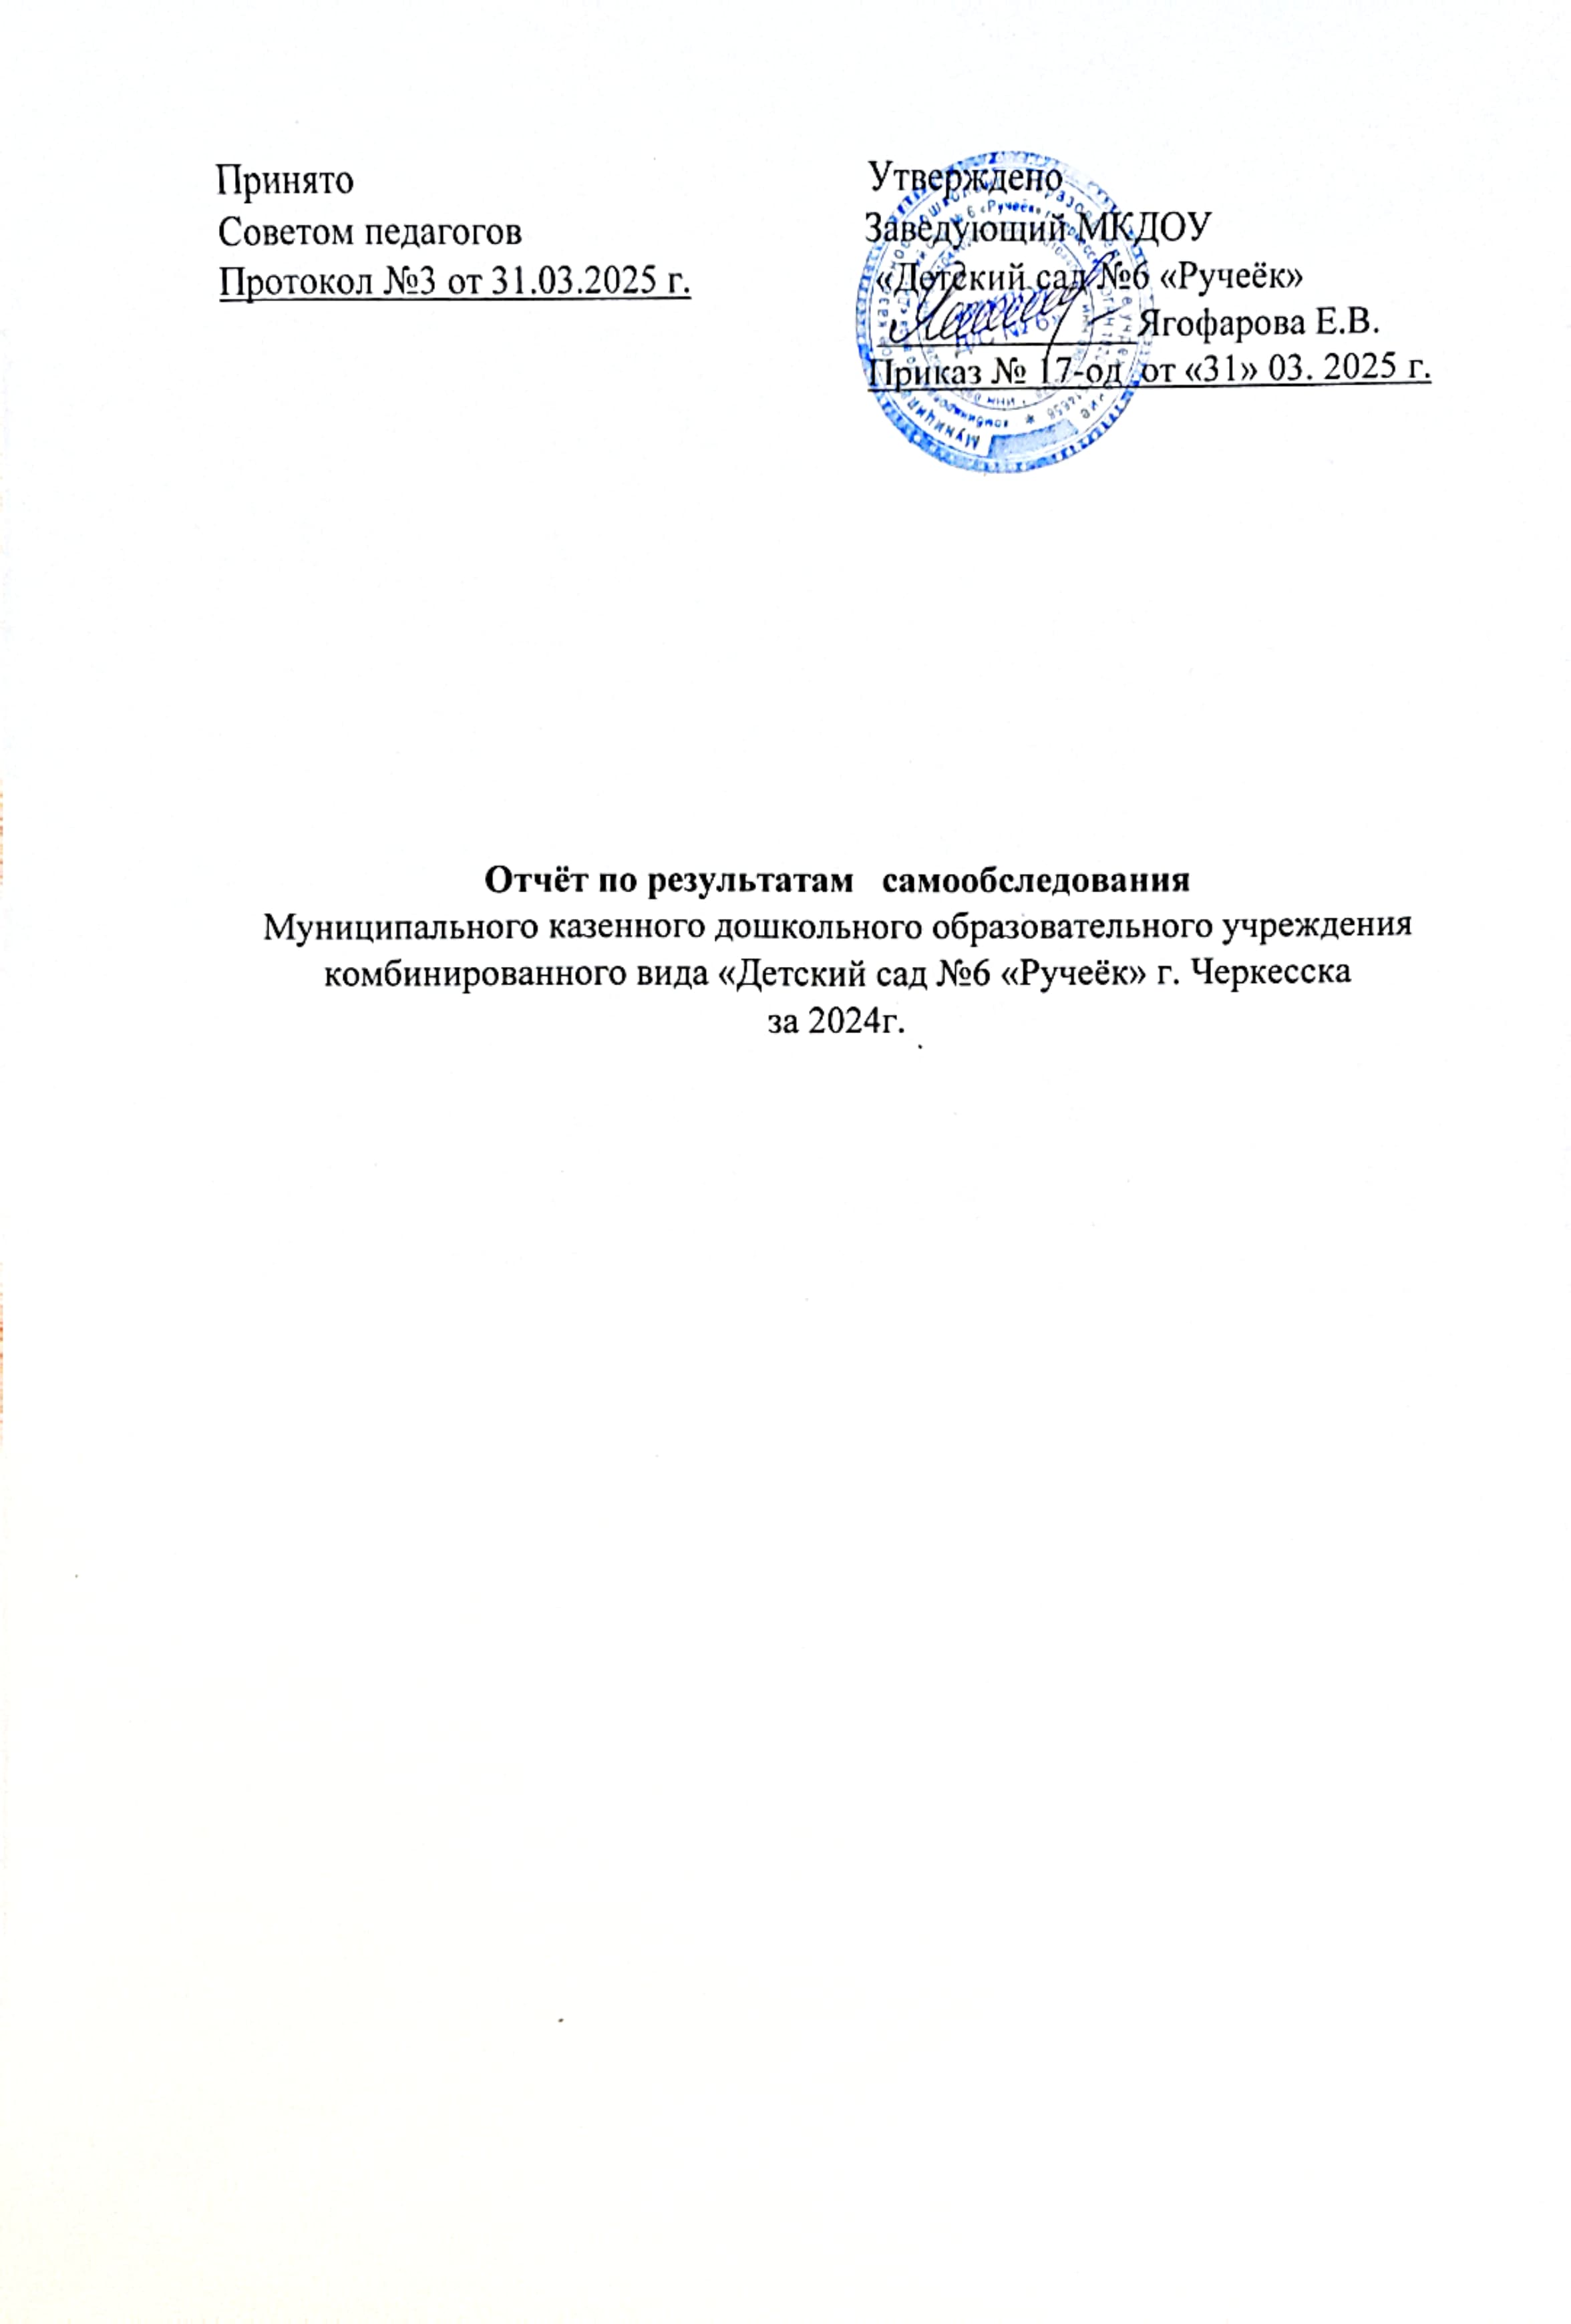 Принято
Советом педагогов
Протокол №3 от 31.03.2025 г.
Утверждено
Заведующий МКДОУ
«Детский сад №6 «Ручеёк»
Ягофарова Е.В.
Приказ № 17-од от «31» 03. 2025 г.
Отчёт по результатам самообследования
Муниципального казенного дошкольного образовательного учреждения
комбинированного вида «Детский сад №6 «Ручеёк» г. Черкесска
за 2024г.